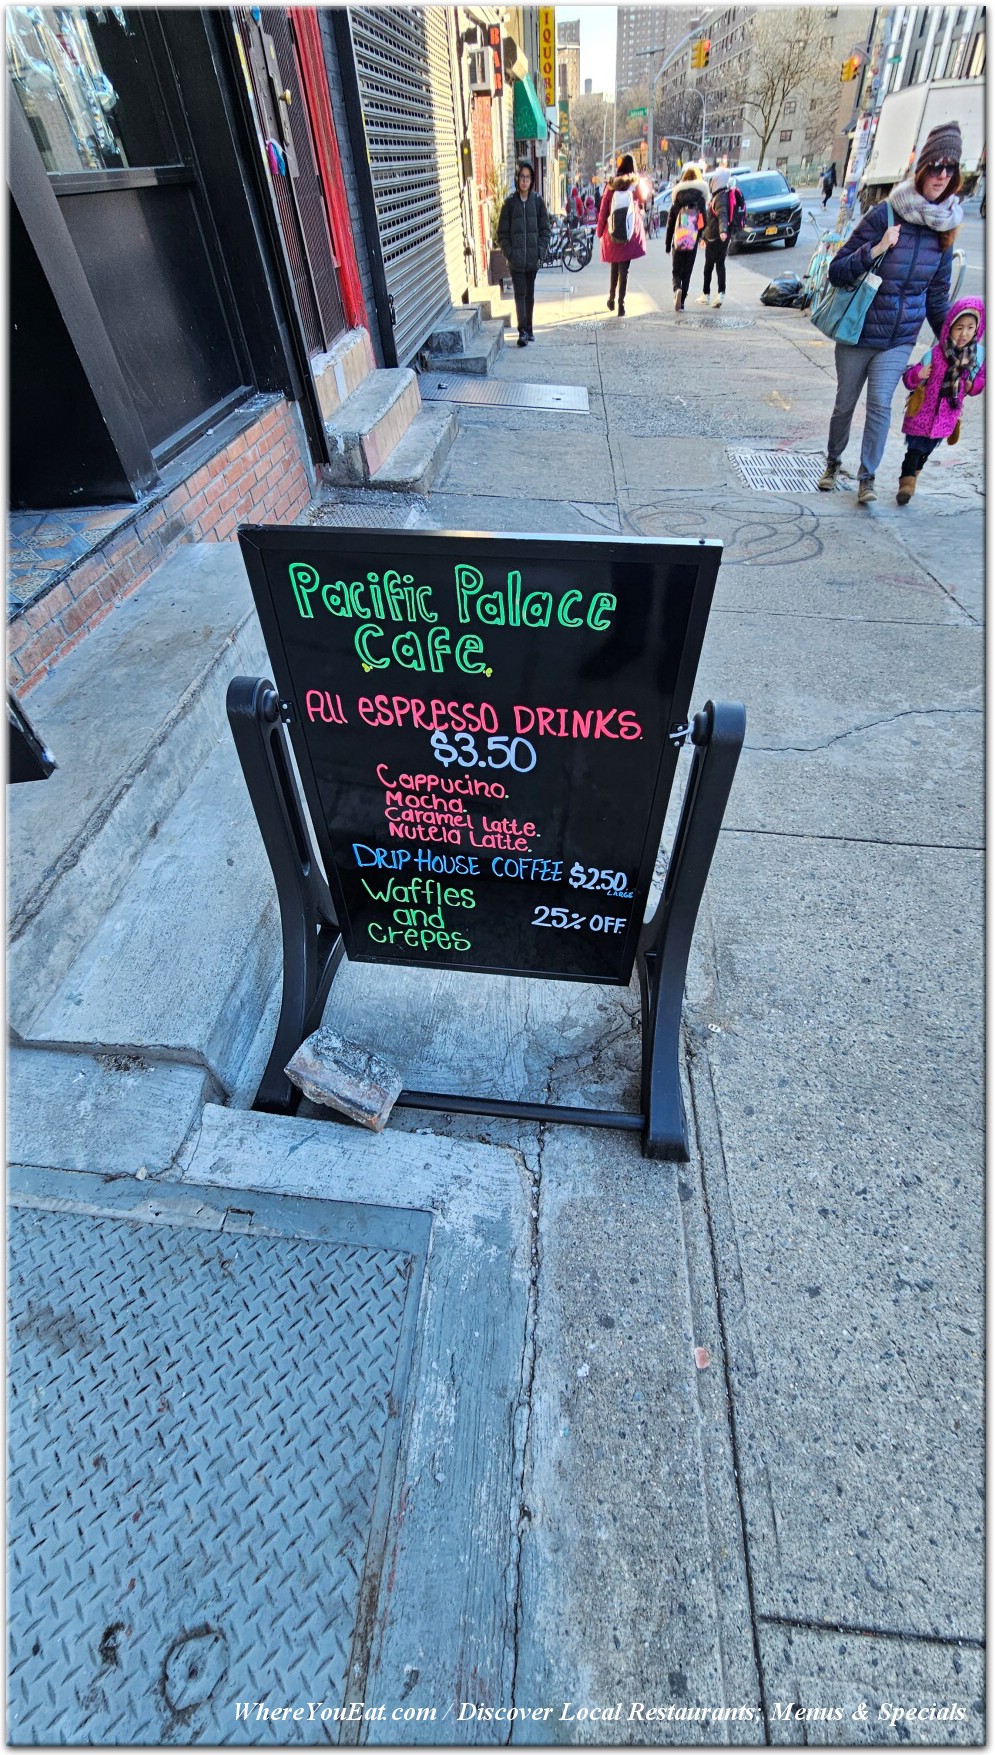 LIQUORS
BAR
Pacific Palace
Cafe.
All ESPRESSO DRINKS.
$3.50
Cappucino.
Mocha.
Caramel Latte.
Nutela Latte.
DRIP HOUSE COFFEE $2.50
LARGE
Waffles
and
Crepes
25% OFF.
WhereYouEat.com / Discover Local Restaurants; Menus & Specials